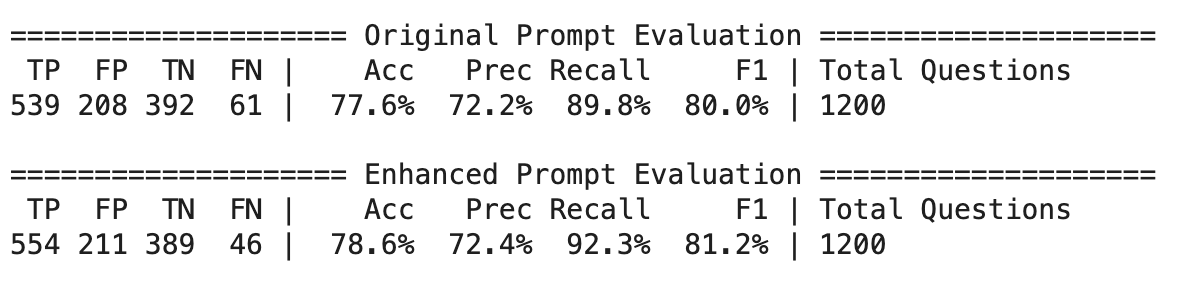 ==================== Original Prompt Evaluation ====================
TP FP TN FN | Acc Prec Recall F1 | Total Questions
539 208 392 61 | 77.6% 72.2% 89.8% 80.0% | 1200
==================== Enhanced Prompt Evaluation ====================
TP FP TN FN | Acc Prec Recall F1 | Total Questions
554 211 389 46 | 78.6% 72.4% 92.3% 81.2% | 1200